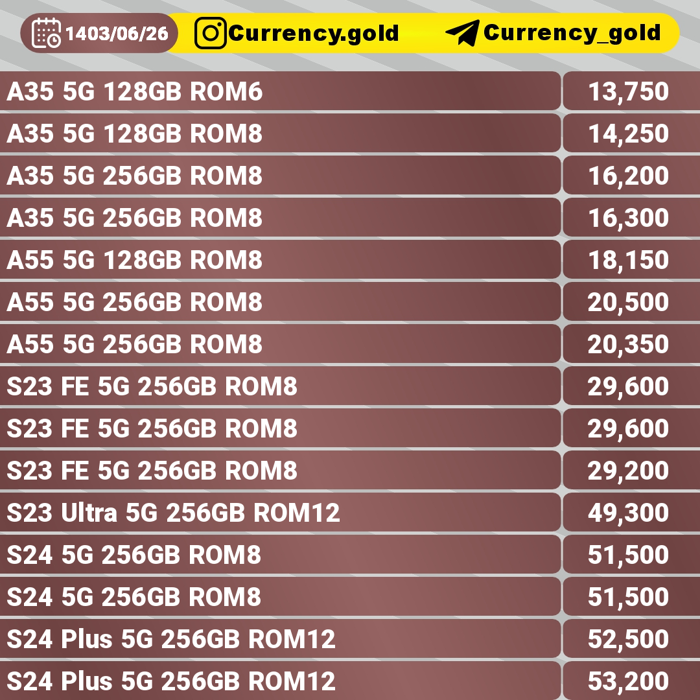 1403/06/26 Currency.gold Currency_gold
A35 5G 128GB ROM6 13,750
A35 5G 128GB ROM8 14,250
A35 5G 256GB ROM8 16,200
A35 5G 256GB ROM8 16,300
A55 5G 128GB ROM8 18,150
A55 5G 256GB ROM8 20,500
A55 5G 256GB ROM8 20,350
S23 FE 5G 256GB ROM8 29,600
S23 FE 5G 256GB ROM8 29,600
S23 FE 5G 256GB ROM8 29,200
S23 Ultra 5G 256GB ROM12 49,300
S24 5G 256GB ROM8 51,500
S24 5G 256GB ROM8 51,500
S24 Plus 5G 256GB ROM12 52,500
S24 Plus 5G 256GB ROM12 53,200